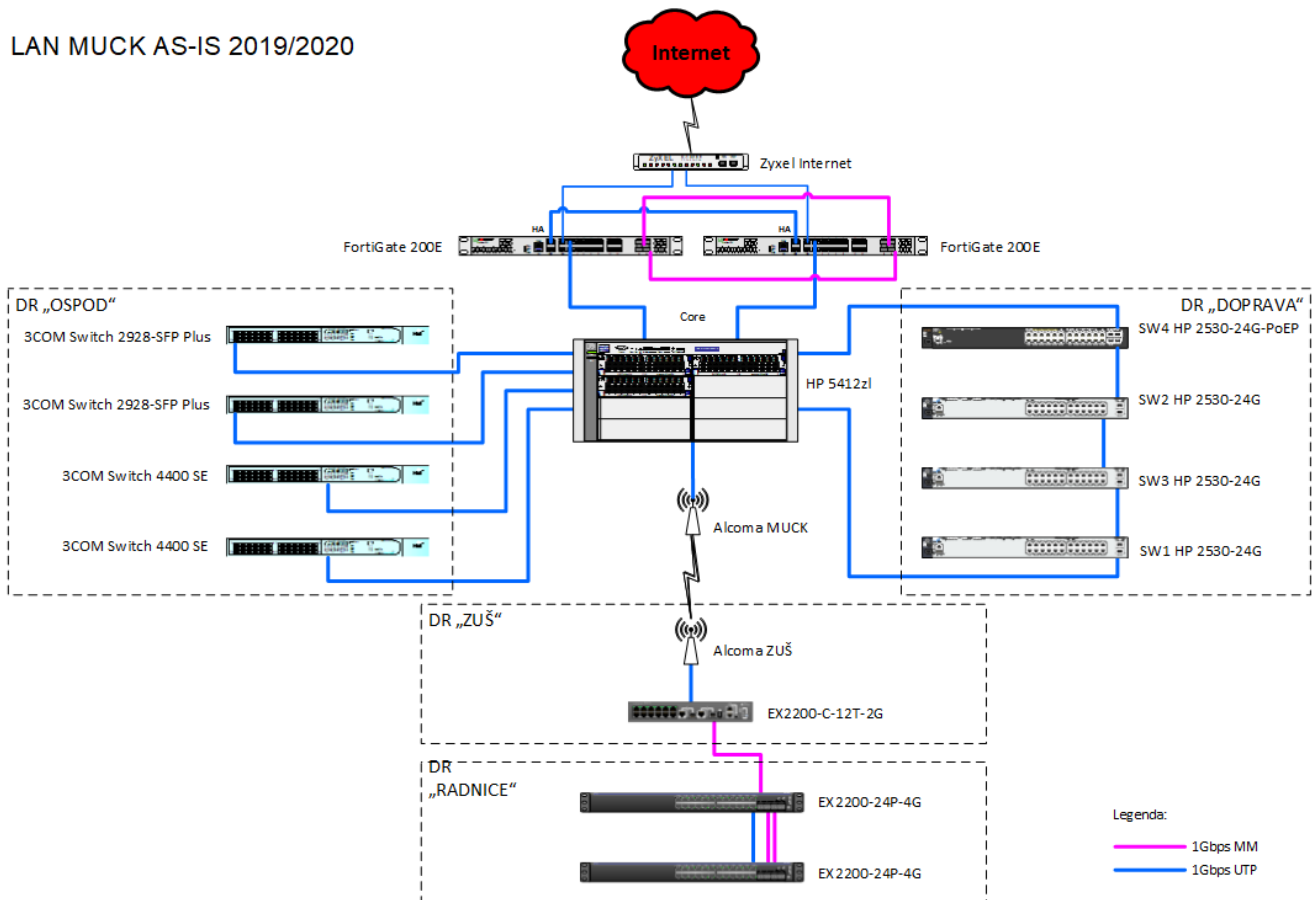 LAN MUCK AS-IS 2019/2020
Internet
ZyXEL
Zyxel Internet
HA
HA
FortiGate 200E
FortiGate 200E
Core
DR „OSPOD“
3COM Switch 2928-SFP Plus
3COM Switch 2928-SFP Plus
3COM Switch 4400 SE
3COM Switch 4400 SE
HP 5412zl
DR „DOPRAVA“
SW4 HP 2530-24G-PoEP
SW2 HP 2530-24G
SW3 HP 2530-24G
SW1 HP 2530-24G
Alcoma MUCK
DR „ZUŠ“
Alcoma ZUŠ
EX2200-C-12T-2G
DR
„RADNICE“
EX2200-24P-4G
EX2200-24P-4G
Legenda:
1Gbps MM
1Gbps UTP